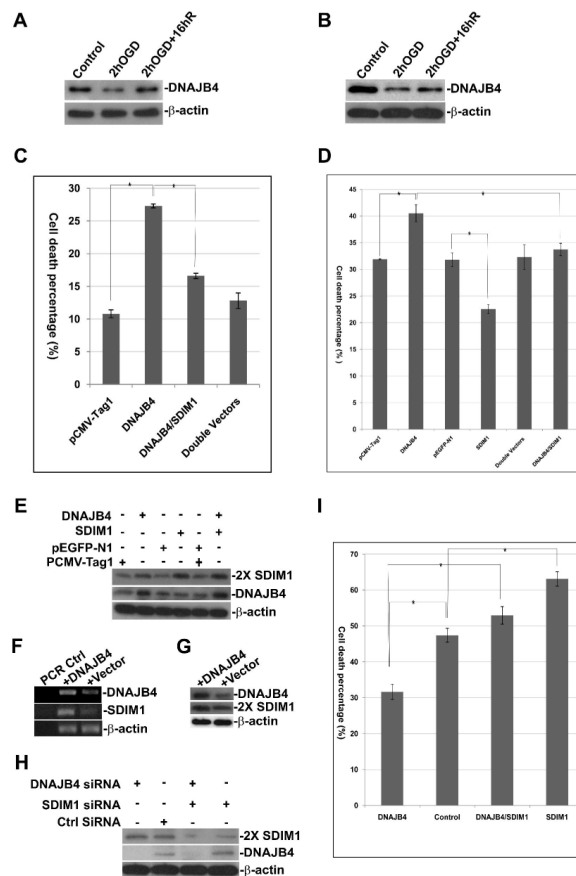 A
Control
2hOGD
2hOGD+16hR
-DNAJB4
-β-actin
B
Control
2hOGD
2hOGD+16hR
-DNAJB4
-β-actin
C
Cell death percentage (%)
30
25
20
15
10
5
0
*
*
pCMV-Tag1
DNAJB4
DNAJB4/SDIM1
Double Vectors
D
Cell death percentage (%)
45
40
35
30
25
20
15
10
5
0
*
*
*
pCMV-Tag1
DNAJB4
pEGFP-N1
SDIM1
Double Vectors
DNAJB4/SDIM1
E
DNAJB4 - + - - - +
SDIM1 - - - + - +
pEGFP-N1 - - + - + -
PCMV-Tag1 + - - - + -
-2X SDIM1
-DNAJB4
-β-actin
F
PCR Ctrl
+DNAJB4
+Vector
-DNAJB4
-SDIM1
-β-actin
G
+DNAJB4
+Vector
-DNAJB4
-2X SDIM1
-β-actin
H
DNAJB4 siRNA + - + -
SDIM1 siRNA - - + +
Ctrl SiRNA - + - -
-2X SDIM1
-DNAJB4
-β-actin
I
Cell death percentage (%)
70
60
50
40
30
20
10
0
*
*
*
DNAJB4
Control
DNAJB4/SDIM1
SDIM1